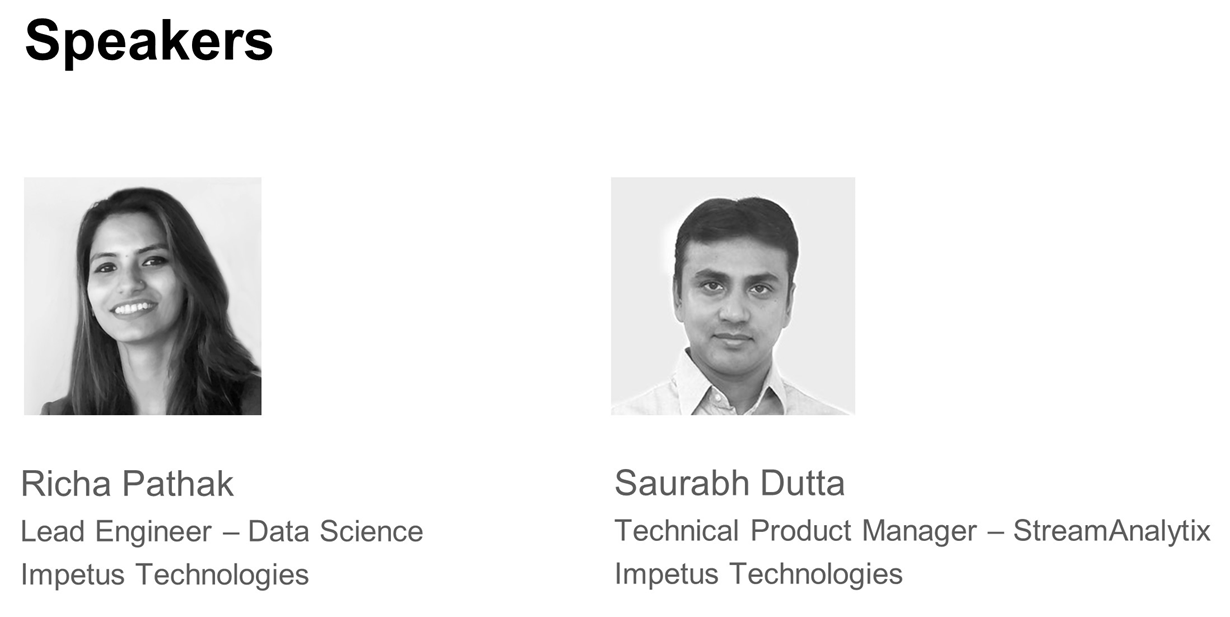 Speakers
Richa Pathak
Lead Engineer – Data Science
Impetus Technologies
Saurabh Dutta
Technical Product Manager – StreamAnalytix
Impetus Technologies